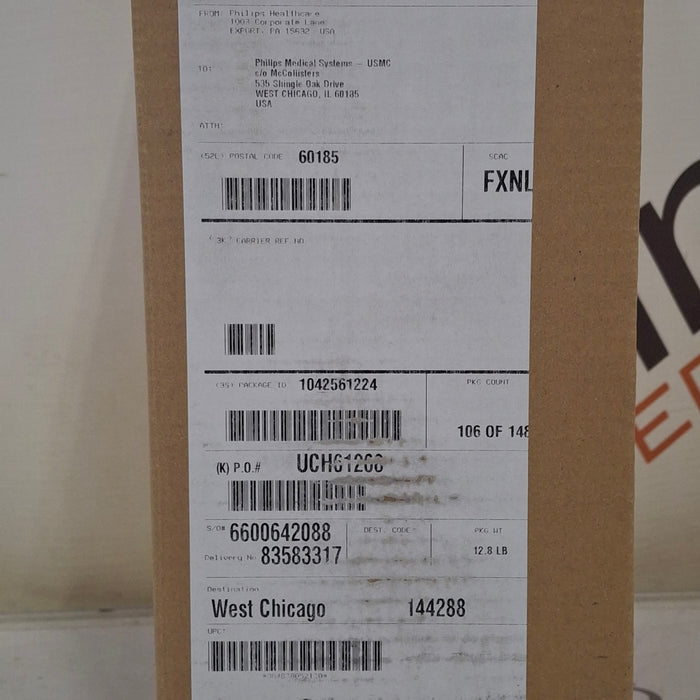 FROM: Philips Healthcare
1003 Corporate Lane
EXPORT, PA 15632 USA
TO: Philips Medical Systems - USMC
c/o McCollisters
535 Shingle Oak Drive
WEST CHICAGO, IL 60185
USA
ATTN:
(52L) POSTAL CODE 60185
SCAC
FXNL
(3K) CARRIER REF NO
(3S) PACKAGE ID 1042561224
PKG COUNT
106 OF 148
(K) P.O.# UCH61266
S/O# 6600642088
DEST. CODE
PKG WT
12.8 LB
Delivery No 83583317
Destination
West Chicago 144288
UPC